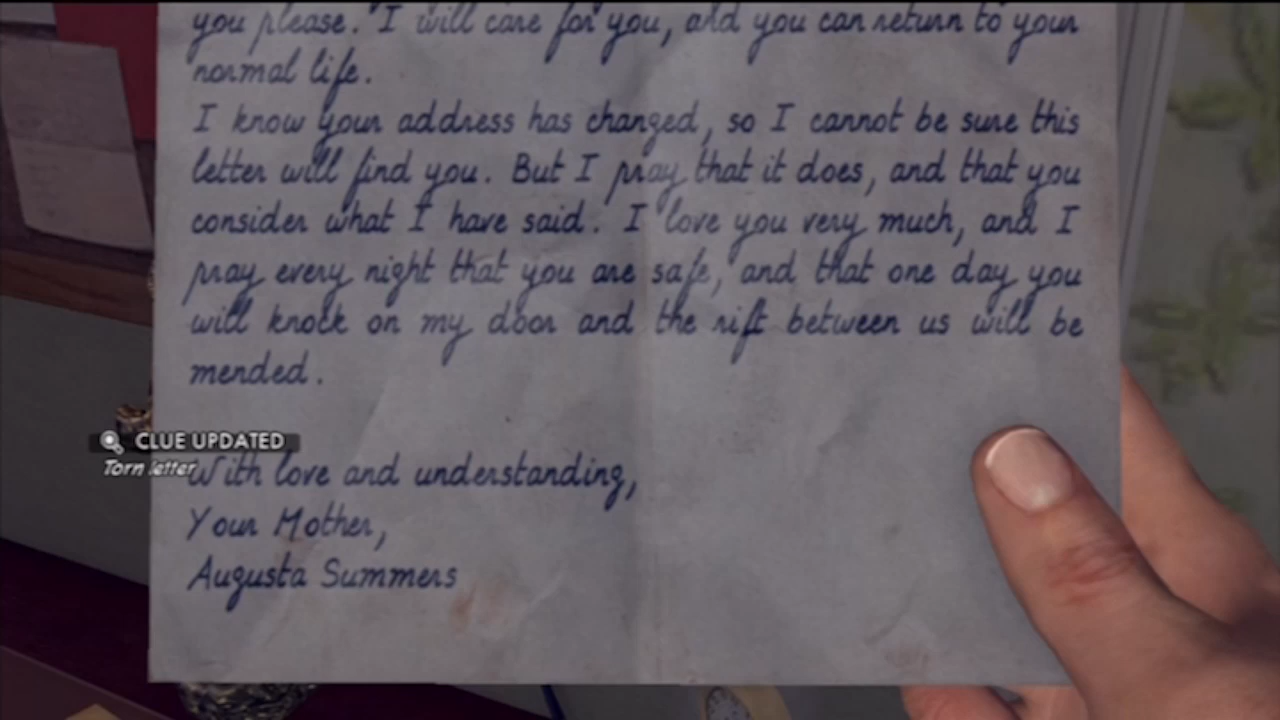 you please. I will care for you, and you can return to your
normal life.
I know your address has changed, so I cannot be sure this
letter will find you. But I pray that it does, and that you
consider what I have said. I love you very much, and I
pray every night that you are safe, and that one day you
will knock on my door and the rift between us will be
mended.
CLUE UPDATED
Torn letter
With love and understanding,
Your Mother,
Augusta Summers